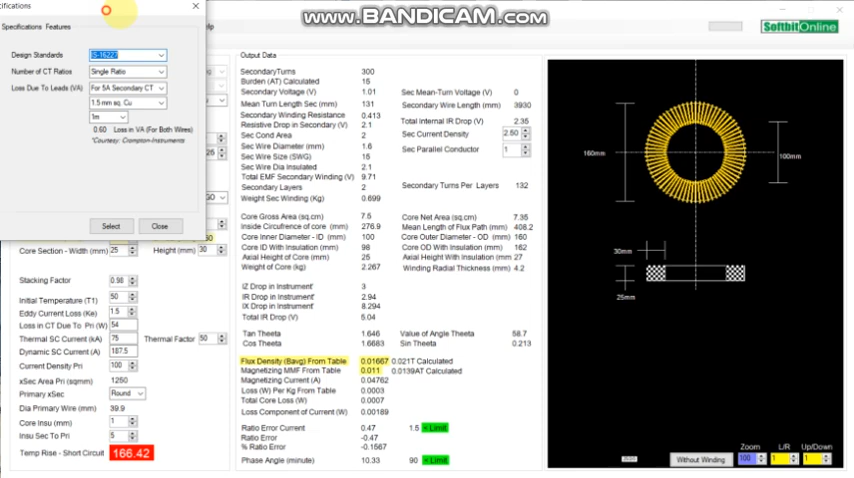 www.BANDICAM.com
SoftbitOnline
Specifications Features
Design Standards IS-16227
Number of CT Ratios Single Ratio
Loss Due To Leads (VA) For 5A Secondary CT
1.5 mm sq. Cu
1m
0.60 Loss in VA (For Both Wires)
*Courtesy: Crompton-Instruments
Select Close
Core Section - Width (mm) 25 Height (mm) 30
Stacking Factor 0.98
Initial Temperature (T1) 50
Eddy Current Loss (Ke) 1.5
Loss in CT Due To Pri (W) 54
Thermal SC Current (kA) 75 Thermal Factor 50
Dynamic SC Current (A) 187.5
Current Density Pri 100
xSec Area Pri (sqmm) 1250
Primary xSec Round
Dia Primary Wire (mm) 39.9
Core Insu (mm) 1
Insu Sec To Pri 5
Temp Rise - Short Circuit 166.42
Output Data
SecondaryTurns 300
Burden (AT) Calculated 15
Secondary Voltage (V) 1.01 Sec Mean-Turn Voltage (V) 0
Mean Turn Length Sec (mm) 131 Secondary Wire Length (mm) 3930
Secondary Winding Resistance 0.413
Resistive Drop in Secondary (V) 2.1 Total Internal IR Drop (V) 2.35
Sec Cond Area 2 Sec Current Density 2.50
Sec Wire Diameter (mm) 1.6
Sec Wire Size (SWG) 15 Sec Parallel Conductor 1
Sec Wire Dia Insulated 2.1
Total EMF Secondary Winding (V) 9.71
Secondary Layers 2 Secondary Turns Per Layers 132
Weight Sec Winding (Kg) 0.699
Core Gross Area (sq.cm) 7.5 Core Net Area (sq.cm) 7.35
Inside Circutfrence of core (mm) 276.9 Mean Length of Flux Path (mm) 408.2
Core Inner Diameter - ID (mm) 100 Core Outer Diameter - OD (mm) 160
Core ID With Insulation (mm) 98 Core OD With Insulation (mm) 162
Axial Height of Core (mm) 25 Axial Height With Insulation (mm) 27
Weight of Core (kg) 2.267 Winding Radial Thickness (mm) 4.2
IZ Drop in Instrument' 3
IR Drop in Instrument' 2.94
IX Drop in Instrument' 8.294
Total IR Drop (V) 5.04
Tan Theeta 1.646 Value of Angle Theeta 58.7
Cos Theeta 1.6683 Sin Theeta 0.213
Flux Density (Bavg) From Table 0.01667 0.021T Calculated
Magnetizing MMF From Table 0.011 0.0139AT Calculated
Magnetizing Current (A) 0.04762
Loss (W) Per Kg From Table 0.0003
Total Core Loss (W) 0.0007
Loss Component of Current (W) 0.00189
Ratio Error Current 0.47 1.5 < Limit
Ratio Error -0.47
% Ratio Error -0.1567
Phase Angle (minute) 10.33 90 < Limit
160mm
100mm
30mm
25mm
Without Winding
Zoom L/R Up/Down
100 1 1